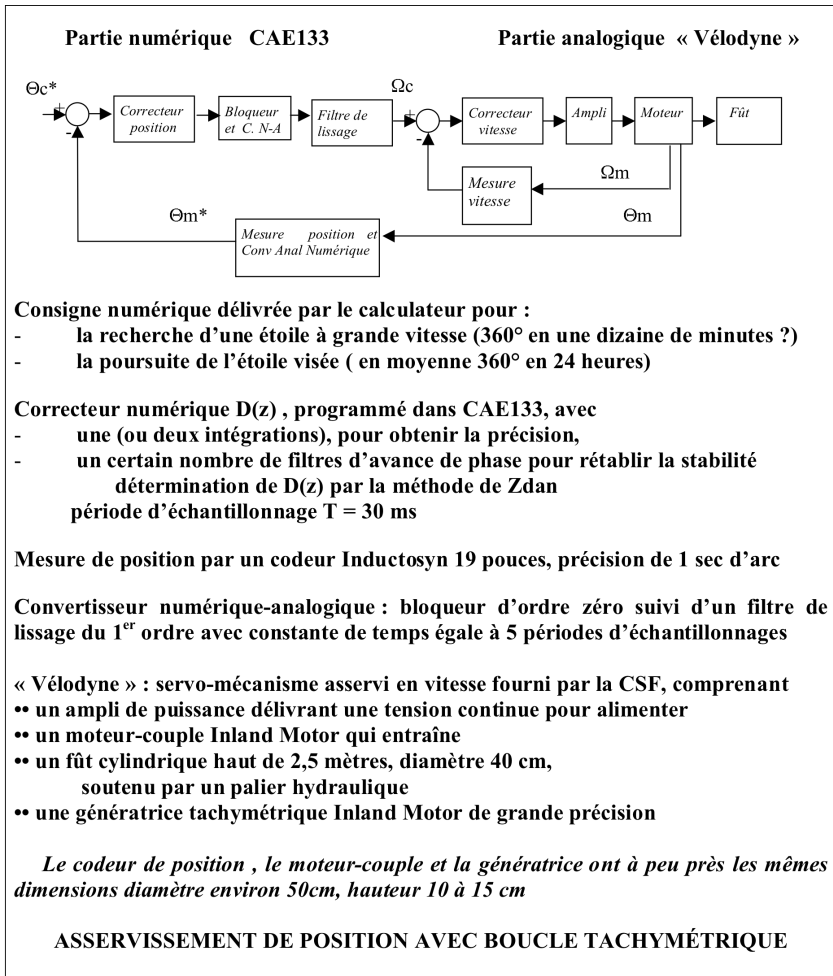 Partie numérique CAE133 Partie analogique « Vélodyne »
Θc*
+
-
Correcteur
position
Bloqueur
et C. N-A
Filtre de
lissage
Ωc
+
-
Correcteur
vitesse
Ampli
Moteur
Fût
Mesure
vitesse
Ωm
Θm*
Θm
Mesure position et
Conv Anal Numérique
Consigne numérique délivrée par le calculateur pour :
- la recherche d’une étoile à grande vitesse (360° en une dizaine de minutes ?)
- la poursuite de l’étoile visée ( en moyenne 360° en 24 heures)
Correcteur numérique D(z) , programmé dans CAE133, avec
- une (ou deux intégrations), pour obtenir la précision,
- un certain nombre de filtres d’avance de phase pour rétablir la stabilité
détermination de D(z) par la méthode de Zdan
période d’échantillonnage T = 30 ms
Mesure de position par un codeur Inductosyn 19 pouces, précision de 1 sec d’arc
Convertisseur numérique-analogique : bloqueur d’ordre zéro suivi d’un filtre de
lissage du 1er ordre avec constante de temps égale à 5 périodes d’échantillonnages
« Vélodyne » : servo-mécanisme asservi en vitesse fourni par la CSF, comprenant
•• un ampli de puissance délivrant une tension continue pour alimenter
•• un moteur-couple Inland Motor qui entraîne
•• un fût cylindrique haut de 2,5 mètres, diamètre 40 cm,
soutenu par un palier hydraulique
•• une génératrice tachymétrique Inland Motor de grande précision
Le codeur de position , le moteur-couple et la génératrice ont à peu près les mêmes
dimensions diamètre environ 50cm, hauteur 10 à 15 cm
ASSERVISSEMENT DE POSITION AVEC BOUCLE TACHYMÉTRIQUE